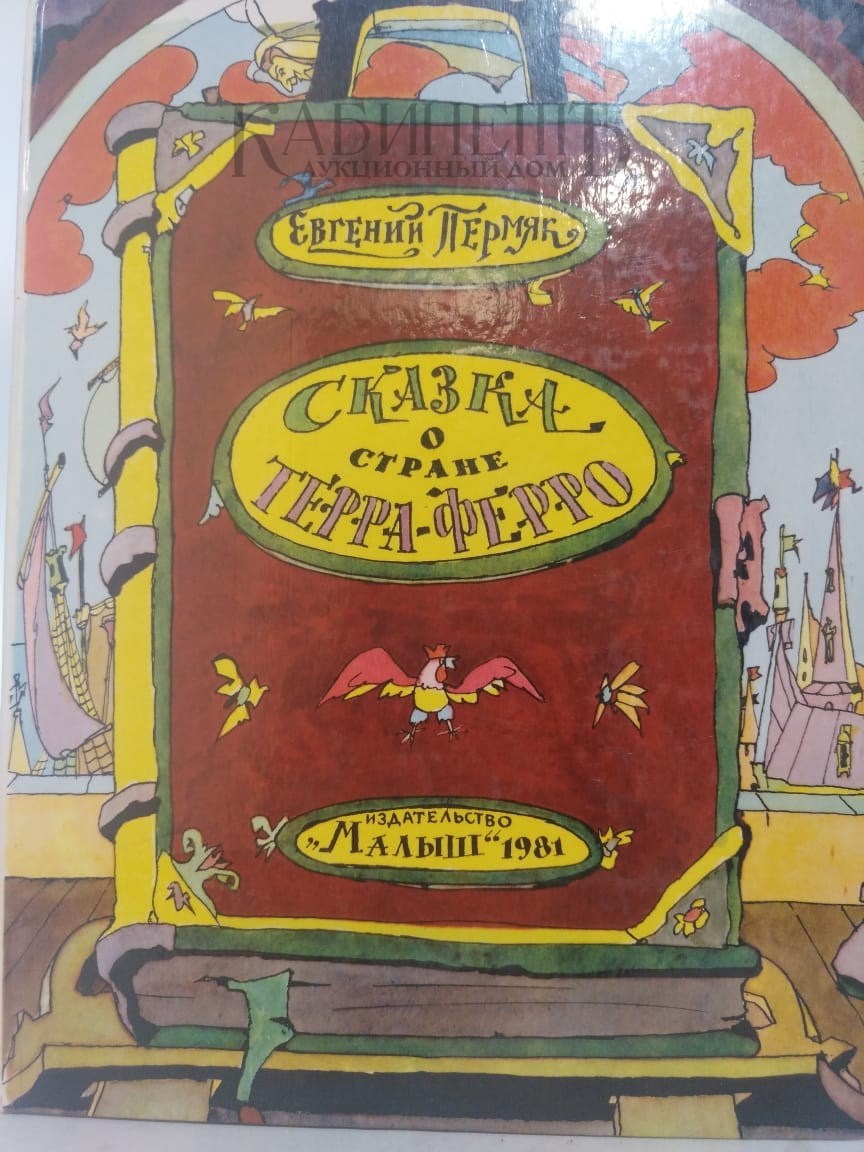 КАБИНЕТЪ
АУКЦИОННЫЙ ДОМ
ЕВГЕНИЙ ПЕРМЯК
СКАЗКА
О
СТРАНЕ
ТЕРРА-ФЕРРО
ИЗДАТЕЛЬСТВО
„МАЛЫШ“ 1981